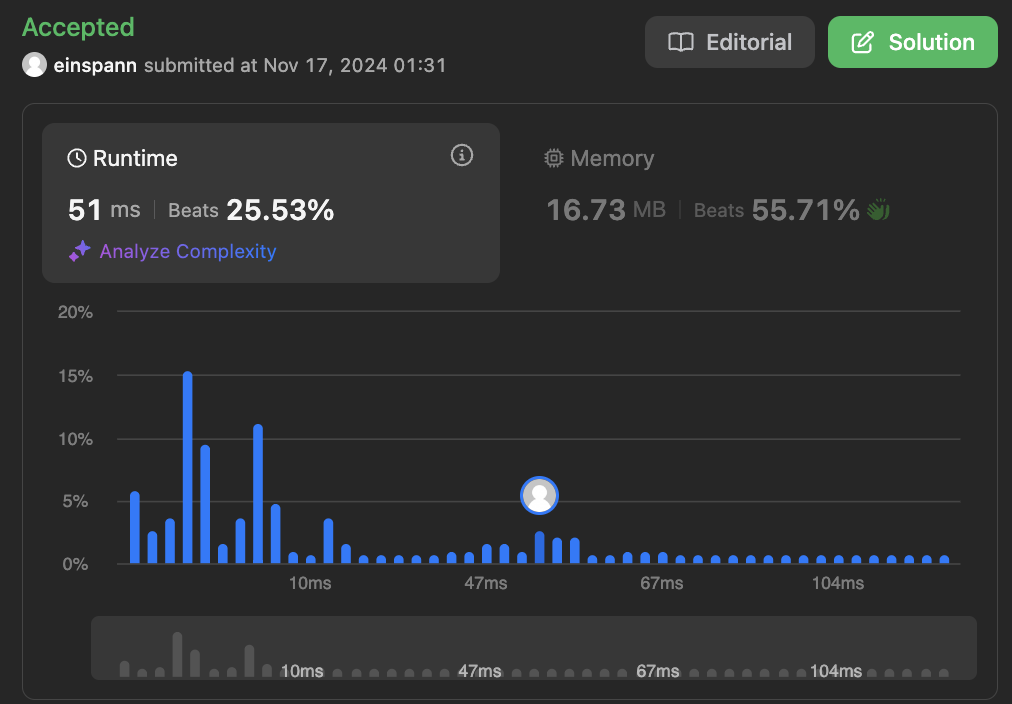 Accepted
einspann submitted at Nov 17, 2024 01:31
Editorial
Solution
Runtime
51 ms | Beats 25.53%
Analyze Complexity
Memory
16.73 MB | Beats 55.71%
20%
15%
10%
5%
0%
10ms 47ms 67ms 104ms
10ms 47ms 67ms 104ms